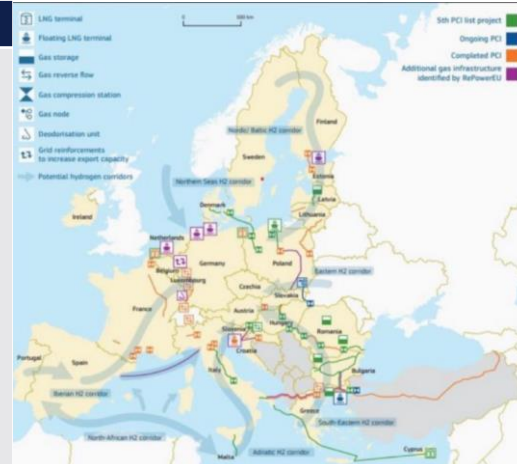 LNG terminal
Floating LNG terminal
Gas storage
Gas reverse flow
Gas compression station
Gas node
Deodorisation unit
Grid reinforcements
to increase export capacity
Potential hydrogen corridors
300 km
5th PCI list project
Ongoing PCI
Completed PCI
Additional gas infrastructure
identified by RePowerEU
Finland
Nordic/ Baltic H2 corridor
Sweden
Estonia
Northern Seas H2 corridor
Latvia
Denmark
Lithuania
Ireland
Netherlands
Germany
Poland
Belgium
Luxembourg
Eastern H2 corridor
Czechia
Slovakia
France
Austria
Hungary
Slovenia
Romania
Croatia
Portugal
Spain
Italy
Bulgaria
Iberian H2 corridor
Greece
South-Eastern H2 corridor
North-African H2 corridor
Adriatic H2 corridor
Malta
Cyprus